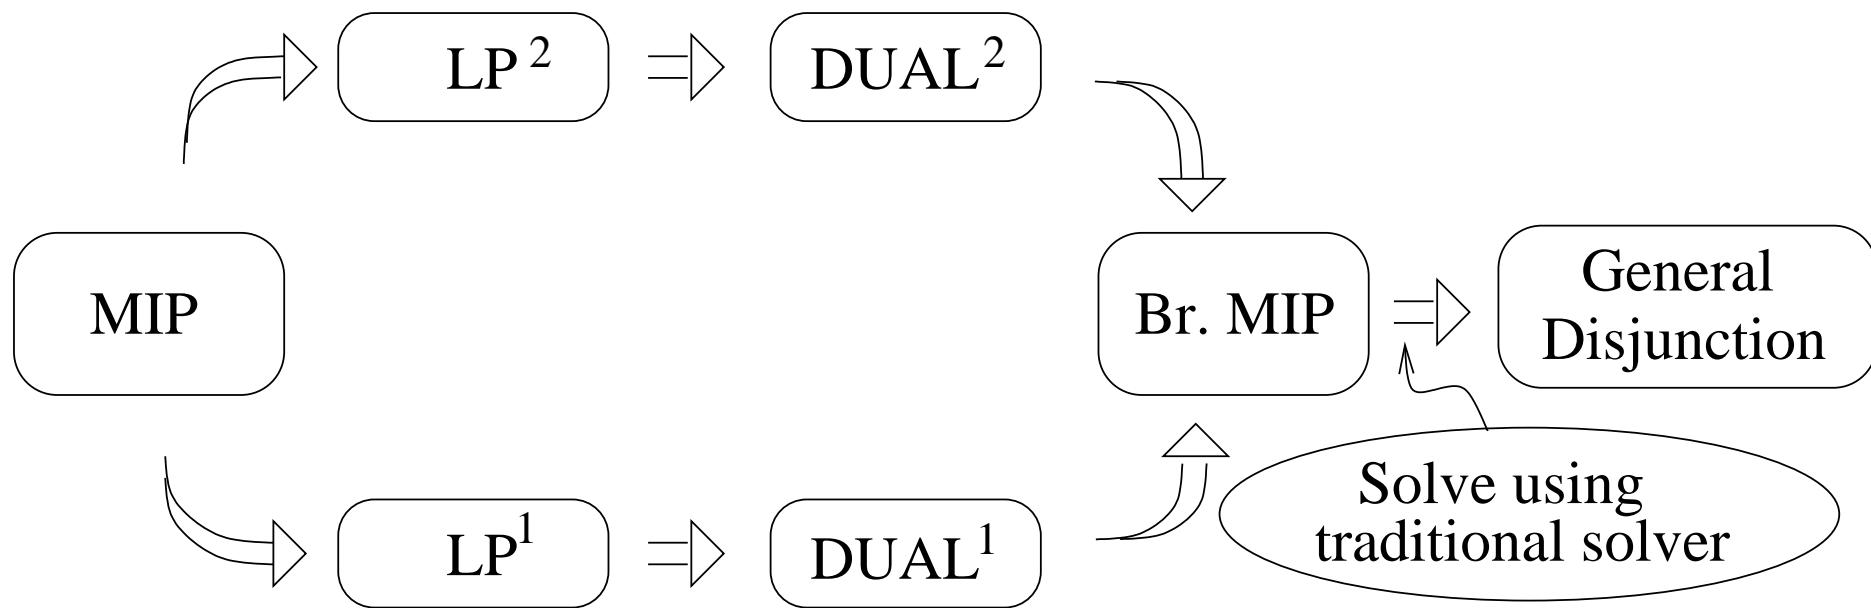 LP²
DUAL²
MIP
Br. MIP
General
Disjunction
LP¹
DUAL¹
Solve using
traditional solver